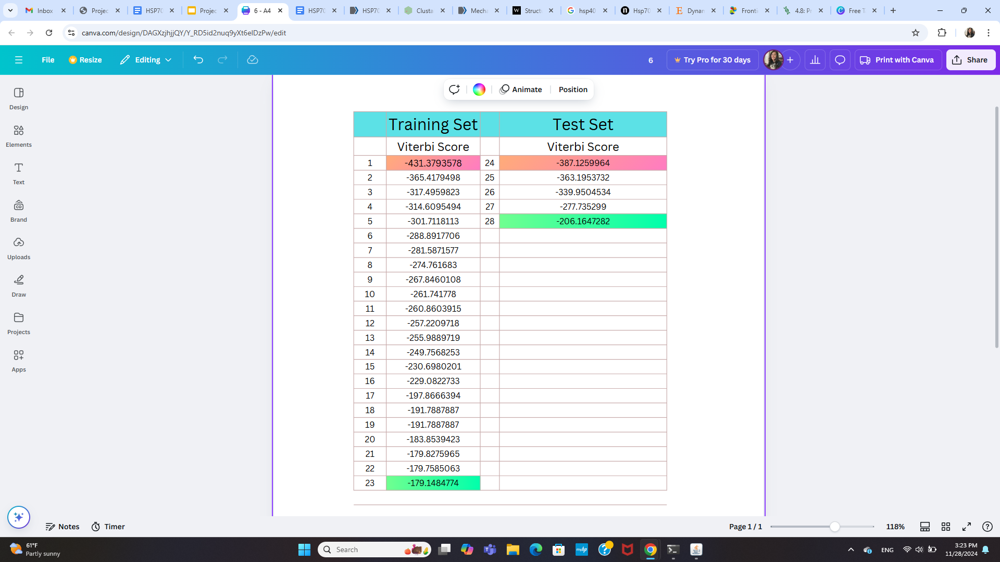 Inbox
Projec
HSP70
Projec
6 - A4
HSP70
HSP70
Clusta
Mecha
Struct
hsp40
Hsp70
Dynan
Fronti
4.8: Pr
Free T
canva.com/design/DAGXzjhjjQY/Y_RD5id2nuq9yXt6elDzPw/edit
File Resize Editing 6 Try Pro for 30 days Print with Canva Share
Design
Elements
Text
Brand
Uploads
Draw
Projects
Apps
Animate Position
Training Set Test Set
Viterbi Score Viterbi Score
1 -431.3793578 24 -387.1259964
2 -365.4179498 25 -363.1953732
3 -317.4959823 26 -339.9504534
4 -314.6095494 27 -277.735299
5 -301.7118113 28 -206.1647282
6 -288.8917706
7 -281.5871577
8 -274.761683
9 -267.8460108
10 -261.741778
11 -260.8603915
12 -257.2209718
13 -255.9889719
14 -249.7568253
15 -230.6980201
16 -229.0822733
17 -197.8666394
18 -191.7887887
19 -191.7887887
20 -183.8539423
21 -179.8275965
22 -179.7585063
23 -179.1484774
Notes Timer Page 1 / 1 118%
61°F
Partly sunny
Search
ENG
3:23 PM
11/28/2024